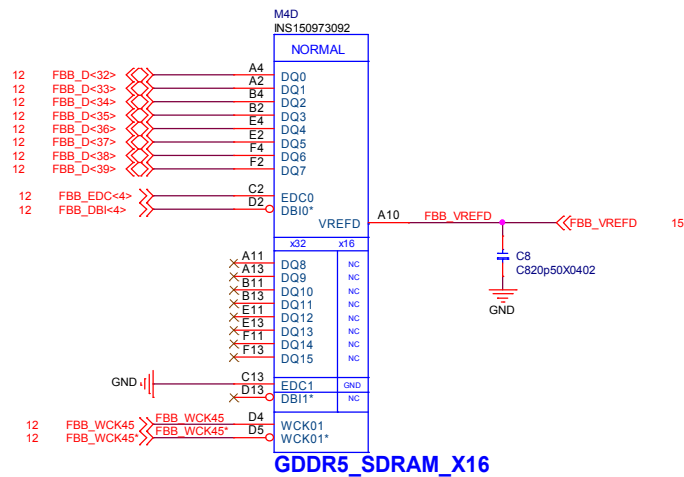 M4D
INS150973092
NORMAL
12 FBB_D<32> A4 DQ0
12 FBB_D<33> A2 DQ1
12 FBB_D<34> B4 DQ2
12 FBB_D<35> B2 DQ3
12 FBB_D<36> E4 DQ4
12 FBB_D<37> E2 DQ5
12 FBB_D<38> F4 DQ6
12 FBB_D<39> F2 DQ7
12 FBB_EDC<4> C2 EDC0
12 FBB_DBI<4> D2 DBI0*
VREFD A10 FBB_VREFD FBB_VREFD 15
x32 x16
C8
C820p50X0402
GND
A11 DQ8 NC
A13 DQ9 NC
B11 DQ10 NC
B13 DQ11 NC
E11 DQ12 NC
E13 DQ13 NC
F11 DQ14 NC
F13 DQ15 NC
GND C13 EDC1 GND
D13 DBI1* NC
12 FBB_WCK45 FBB_WCK45 D4 WCK01
12 FBB_WCK45* FBB_WCK45* D5 WCK01*
GDDR5_SDRAM_X16